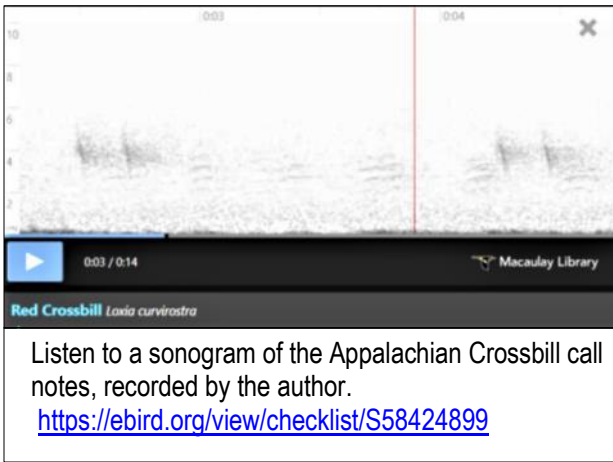 0:03 0:04
10
8
6
4
2
0:03 / 0:14 Macaulay Library
Red Crossbill Loxia curvirostra
Listen to a sonogram of the Appalachian Crossbill call
notes, recorded by the author.
https://ebird.org/view/checklist/S58424899